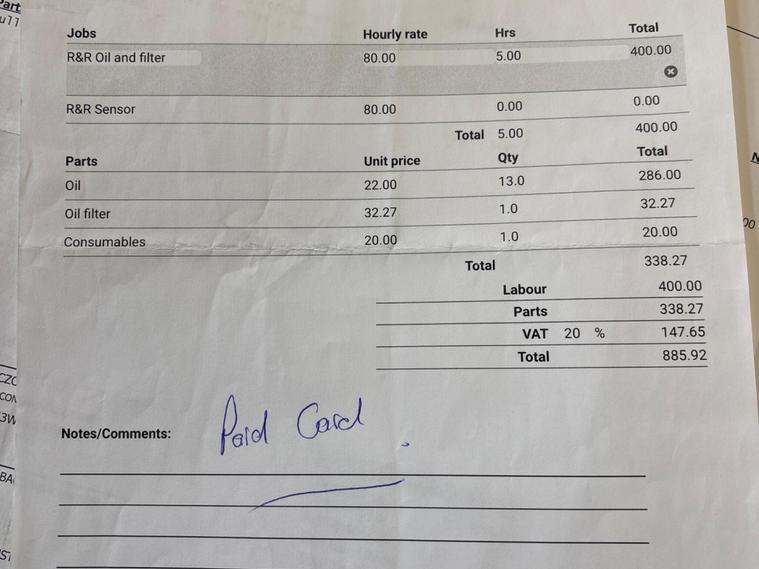 Part
Jobs Hourly rate Hrs Total
R&R Oil and filter 80.00 5.00 400.00
R&R Sensor 80.00 0.00 0.00
Total 5.00 400.00
Parts Unit price Qty Total
Oil 22.00 13.0 286.00
Oil filter 32.27 1.0 32.27
Consumables 20.00 1.0 20.00
Total 338.27
Labour 400.00
Parts 338.27
VAT 20 % 147.65
Total 885.92
Notes/Comments: Paid Card